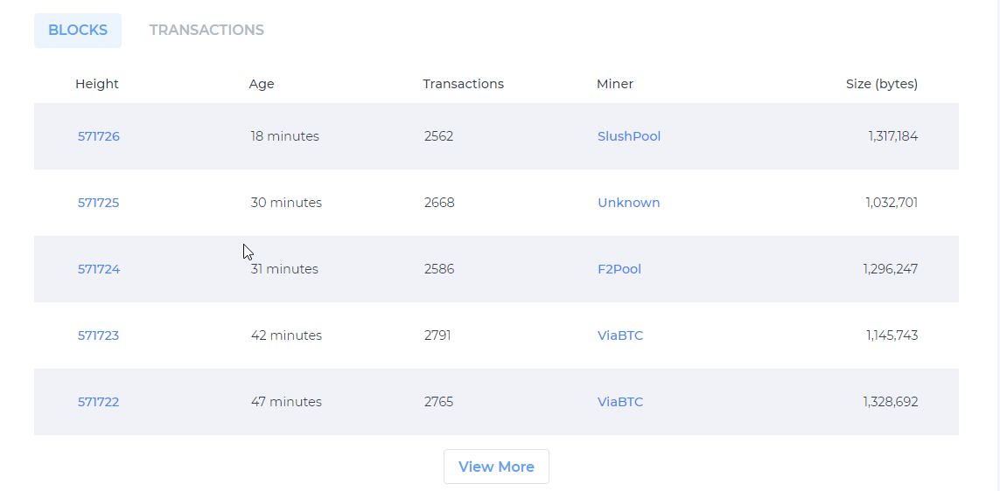 BLOCKS TRANSACTIONS
Height Age Transactions Miner Size (bytes)
571726 18 minutes 2562 SlushPool 1,317,184
571725 30 minutes 2668 Unknown 1,032,701
571724 31 minutes 2586 F2Pool 1,296,247
571723 42 minutes 2791 ViaBTC 1,145,743
571722 47 minutes 2765 ViaBTC 1,328,692
View More